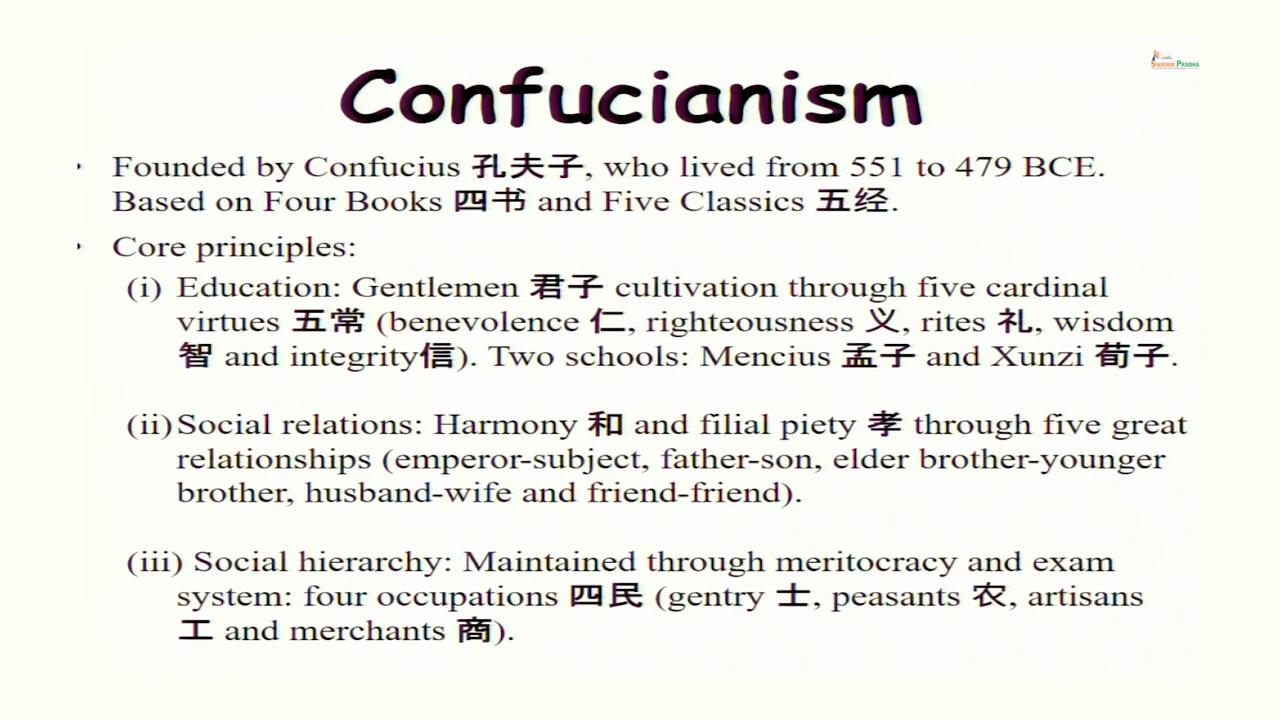 SWAYAM PRABHA
Confucianism
Founded by Confucius 孔夫子, who lived from 551 to 479 BCE.
Based on Four Books 四书 and Five Classics 五经.
Core principles:
(i) Education: Gentlemen 君子 cultivation through five cardinal
virtues 五常 (benevolence 仁, righteousness 义, rites 礼, wisdom
智 and integrity信). Two schools: Mencius 孟子 and Xunzi 荀子.
(ii) Social relations: Harmony 和 and filial piety 孝 through five great
relationships (emperor-subject, father-son, elder brother-younger
brother, husband-wife and friend-friend).
(iii) Social hierarchy: Maintained through meritocracy and exam
system: four occupations 四民 (gentry 士, peasants 农, artisans
工 and merchants 商).